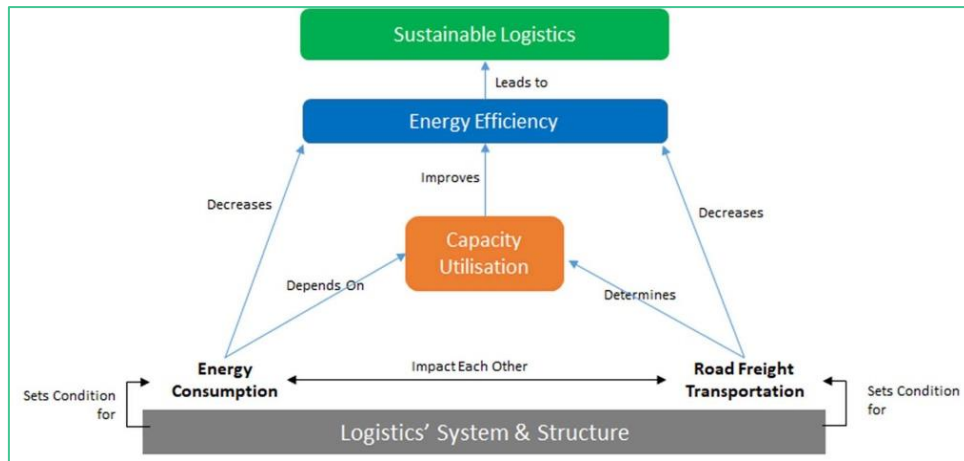 Sustainable Logistics
Leads to
Energy Efficiency
Improves
Decreases
Decreases
Capacity
Utilisation
Depends On
Determines
Energy
Consumption
Impact Each Other
Road Freight
Transportation
Sets Condition
for
Sets Condition
for
Logistics' System & Structure